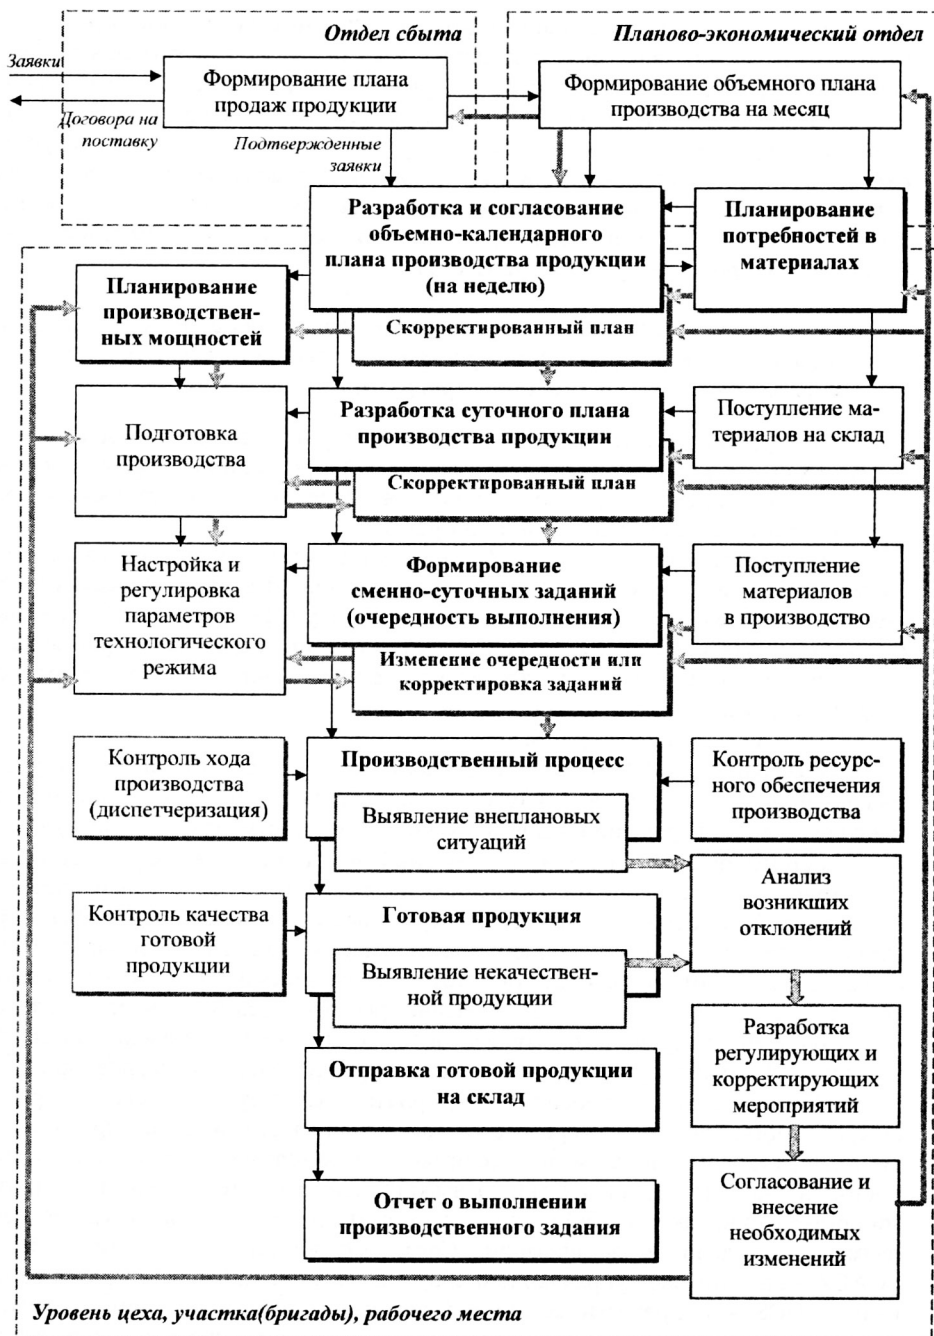 Отдел сбыта
Планово-экономический отдел
Заявки
Формирование плана
продаж продукции
Формирование объемного плана
производства на месяц
Договора на
поставку
Подтвержденные
заявки
Разработка и согласование
объемно-календарного
плана производства продукции
(на неделю)
Планирование
потребностей в
материалах
Планирование
производствен-
ных мощностей
Скорректированный план
Подготовка
производства
Разработка суточного плана
производства продукции
Поступление ма-
териалов на склад
Скорректированный план
Настройка и
регулировка
параметров
технологического
режима
Формирование
сменно-суточных заданий
(очередность выполнения)
Поступление
материалов
в производство
Изменение очередности или
корректировка заданий
Контроль хода
производства
(диспетчеризация)
Производственный процесс
Контроль ресурс-
ного обеспечения
производства
Выявление внеплановых
ситуаций
Анализ
возникших
отклонений
Контроль качества
готовой
продукции
Готовая продукция
Выявление некачествен-
ной продукции
Разработка
регулирующих и
корректирующих
мероприятий
Отправка готовой продукции
на склад
Отчет о выполнении
производственного задания
Согласование и
внесение
необходимых
изменений
Уровень цеха, участка(бригады), рабочего места